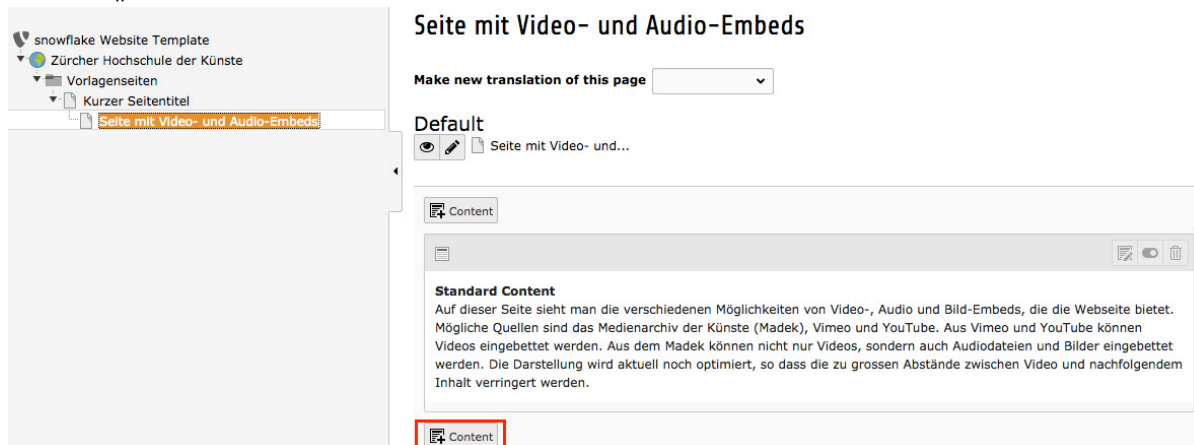 snowflake Website Template
Zürcher Hochschule der Künste
Vorlagenseiten
Kurzer Seitentitel
Seite mit Video- und Audio-Embeds
Seite mit Video- und Audio-Embeds
Make new translation of this page
Default
Seite mit Video- und...
Content
Standard Content
Auf dieser Seite sieht man die verschiedenen Möglichkeiten von Video-, Audio und Bild-Embeds, die die Webseite bietet.
Mögliche Quellen sind das Medienarchiv der Künste (Madek), Vimeo und YouTube. Aus Vimeo und YouTube können
Videos eingebettet werden. Aus dem Madek können nicht nur Videos, sondern auch Audiodateien und Bilder eingebettet
werden. Die Darstellung wird aktuell noch optimiert, so dass die zu grossen Abstände zwischen Video und nachfolgendem
Inhalt verringert werden.
Content